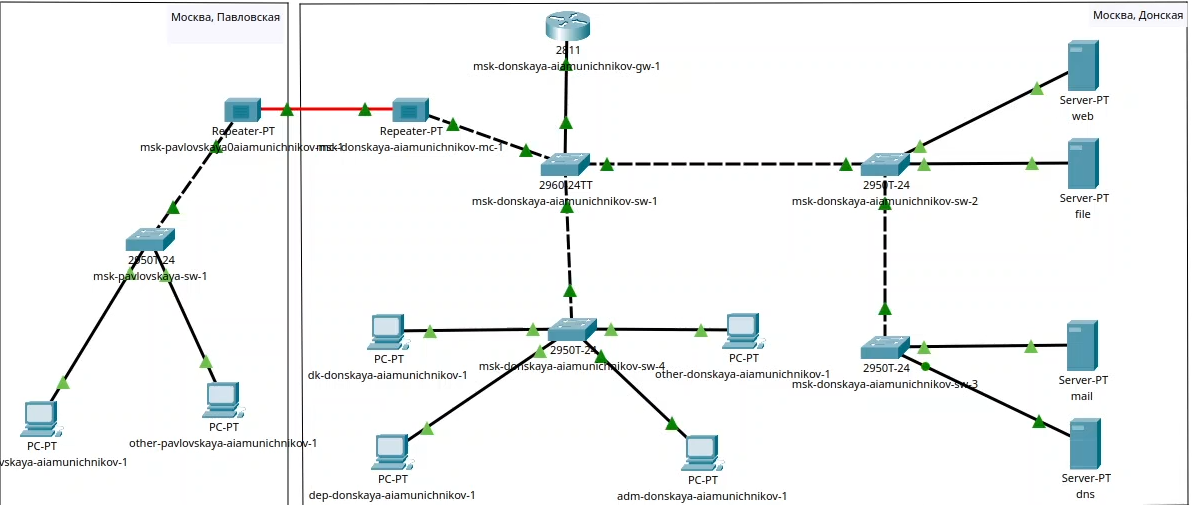 Москва, Павловская
Москва, Донская
2811
msk-donskaya-aiamunichnikov-gw-1
Server-PT
web
Repeater-PT
msk-pavlovskaya0aiamunichnikov-mc-1
Repeater-PT
msk-donskaya-aiamunichnikov-mc-1
2960-24TT
msk-donskaya-aiamunichnikov-sw-1
2950T-24
msk-donskaya-aiamunichnikov-sw-2
Server-PT
file
2950T-24
msk-pavlovskaya-sw-1
PC-PT
dk-donskaya-aiamunichnikov-1
2950T-24
msk-donskaya-aiamunichnikov-sw-4
PC-PT
other-donskaya-aiamunichnikov-1
2950T-24
msk-donskaya-aiamunichnikov-sw-3
Server-PT
mail
PC-PT
vskaya-aiamunichnikov-1
PC-PT
other-pavlovskaya-aiamunichnikov-1
PC-PT
dep-donskaya-aiamunichnikov-1
PC-PT
adm-donskaya-aiamunichnikov-1
Server-PT
dns